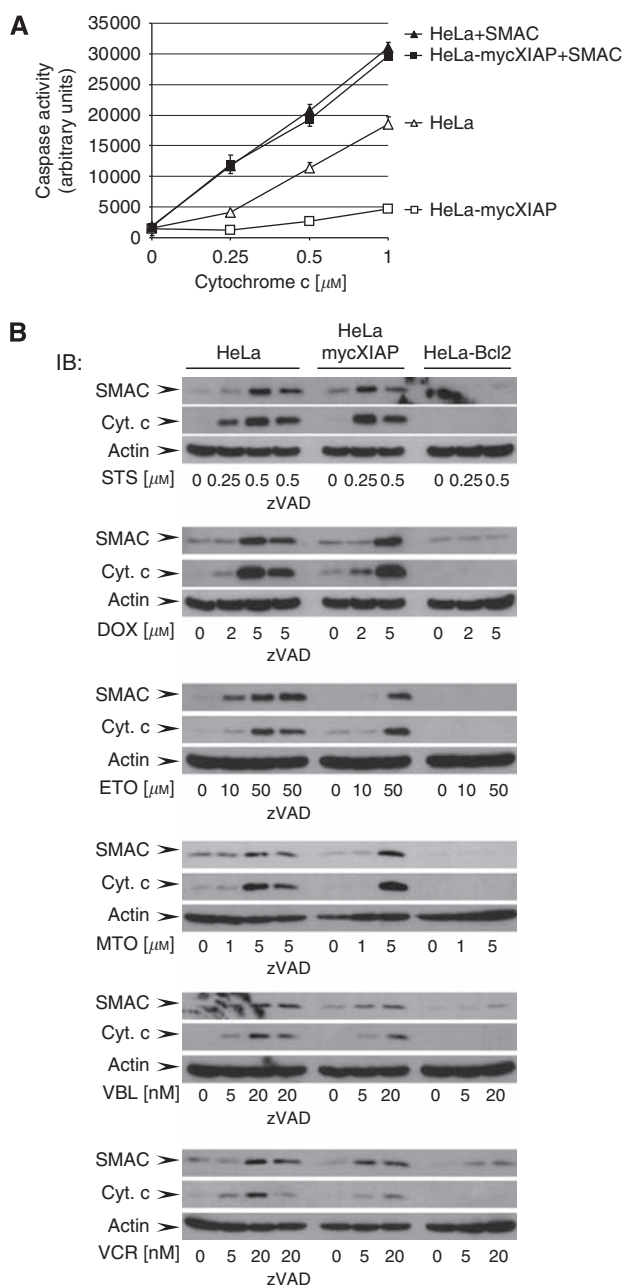 A
35000
30000
25000
20000
15000
10000
5000
0
Caspase activity
(arbitrary units)
0 0.25 0.5 1
Cytochrome c [μM]
HeLa+SMAC
HeLa-mycXIAP+SMAC
HeLa
HeLa-mycXIAP
B
IB:
HeLa
HeLa
mycXIAP
HeLa-Bcl2
SMAC
Cyt. c
Actin
STS [μM] 0 0.25 0.5 0.5 0 0.25 0.5 0 0.25 0.5
zVAD
SMAC
Cyt. c
Actin
DOX [μM] 0 2 5 5 0 2 5 0 2 5
zVAD
SMAC
Cyt. c
Actin
ETO [μM] 0 10 50 50 0 10 50 0 10 50
zVAD
SMAC
Cyt. c
Actin
MTO [μM] 0 1 5 5 0 1 5 0 1 5
zVAD
SMAC
Cyt. c
Actin
VBL [nM] 0 5 20 20 0 5 20 0 5 20
zVAD
SMAC
Cyt. c
Actin
VCR [nM] 0 5 20 20 0 5 20 0 5 20
zVAD